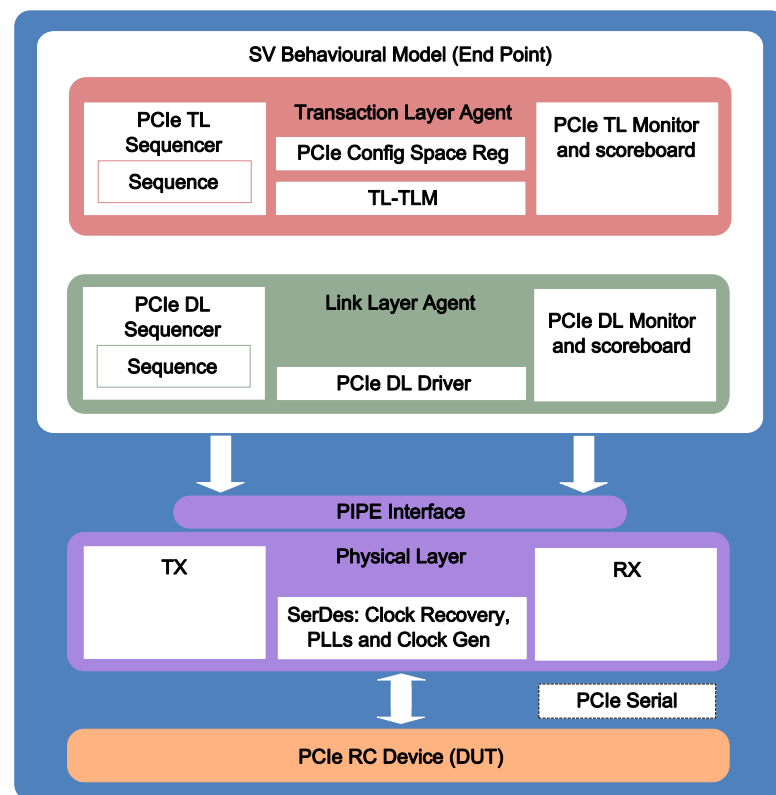 SV Behavioural Model (End Point)
PCIe TL
Sequencer
Sequence
Transaction Layer Agent
PCIe Config Space Reg
TL-TLM
PCIe TL Monitor
and scoreboard
PCIe DL
Sequencer
Sequence
Link Layer Agent
PCIe DL Driver
PCIe DL Monitor
and scoreboard
PIPE Interface
TX
Physical Layer
SerDes: Clock Recovery,
PLLs and Clock Gen
RX
PCIe Serial
PCIe RC Device (DUT)